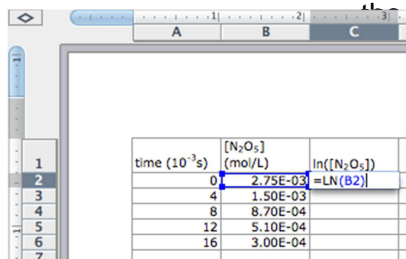 the
1 2 3
A B C
[N₂O₅]
1 time (10⁻³s) (mol/L) ln([N₂O₅])
2 0 2.75E-03 =LN(B2)
3 4 1.50E-03
4 8 8.70E-04
5 12 5.10E-04
6 16 3.00E-04
7